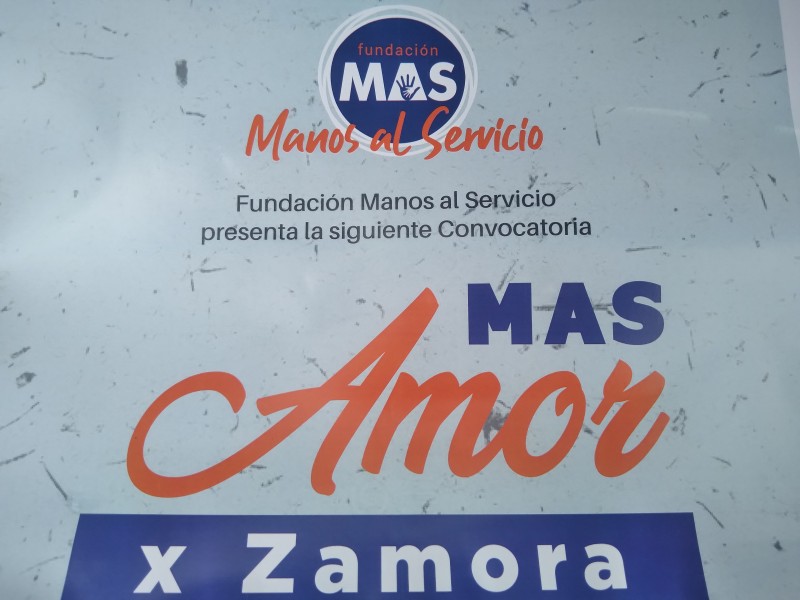 fundación
MAS
Manos al Servicio
Fundación Manos al Servicio
presenta la siguiente Convocatoria
MAS
Amor
x Zamora